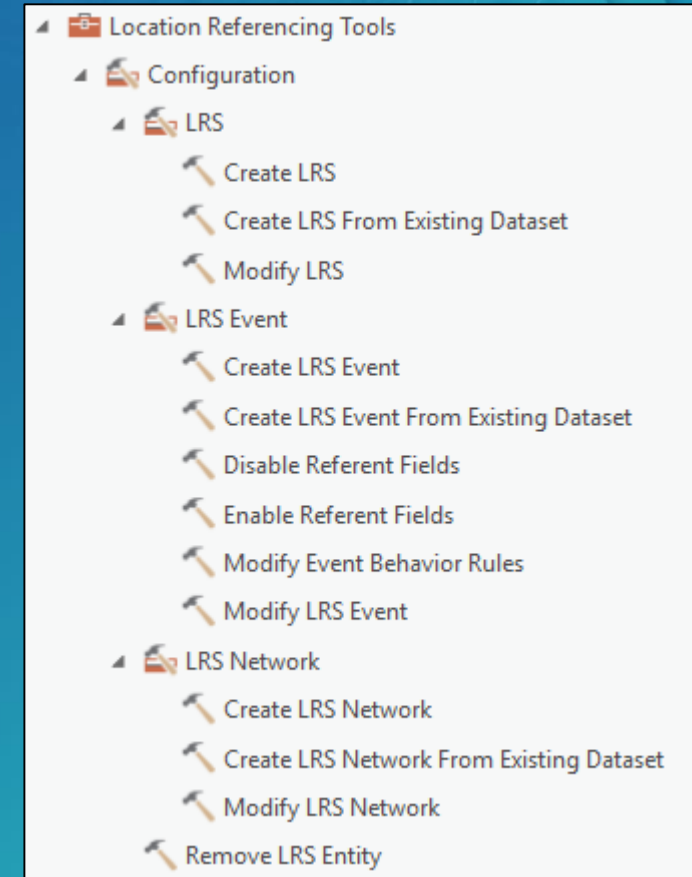 Location Referencing Tools
Configuration
LRS
Create LRS
Create LRS From Existing Dataset
Modify LRS
LRS Event
Create LRS Event
Create LRS Event From Existing Dataset
Disable Referent Fields
Enable Referent Fields
Modify Event Behavior Rules
Modify LRS Event
LRS Network
Create LRS Network
Create LRS Network From Existing Dataset
Modify LRS Network
Remove LRS Entity